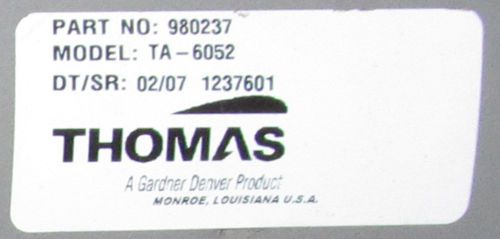 PART NO: 980237
MODEL: TA-6052
DT/SR: 02/07 1237601
THOMAS
A Gardner Denver Product
MONROE, LOUISIANA U.S.A.